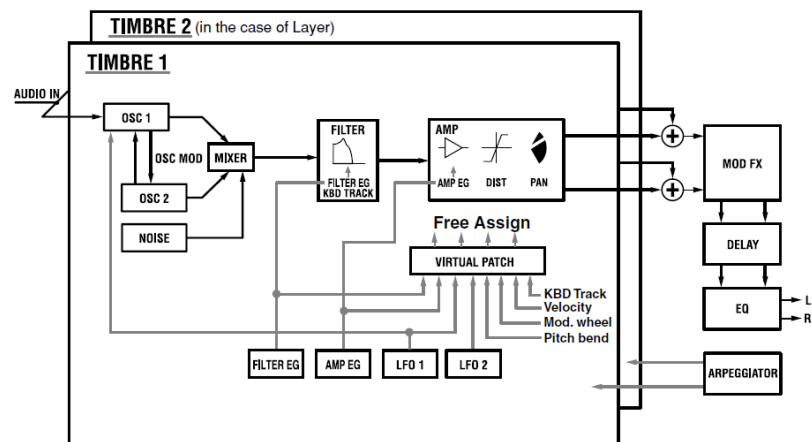 TIMBRE 2 (in the case of Layer)
TIMBRE 1
AUDIO IN
OSC 1
OSC MOD
MIXER
OSC 2
NOISE
FILTER
FILTER EG
KBD TRACK
AMP
AMP EG
DIST
PAN
MOD FX
DELAY
EQ
L
R
Free Assign
VIRTUAL PATCH
KBD Track
Velocity
Mod. wheel
Pitch bend
FILTER EG
AMP EG
LFO 1
LFO 2
ARPEGGIATOR